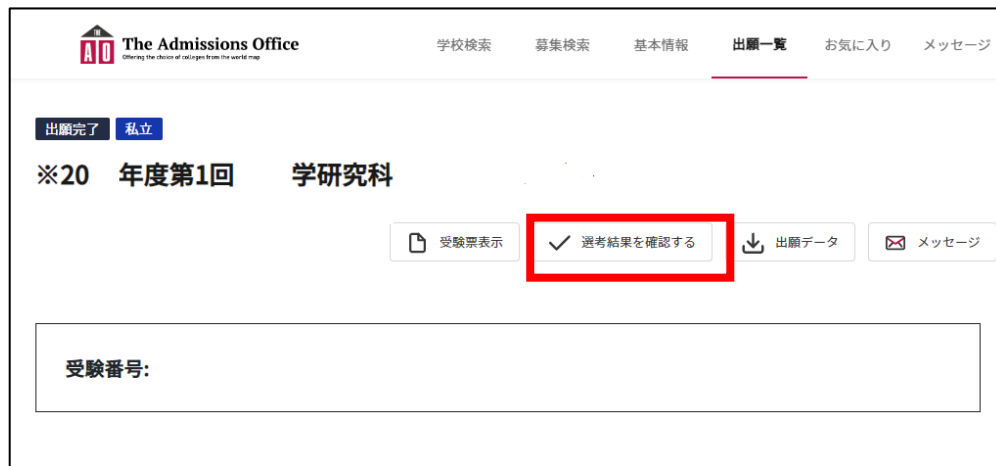 THE
AO
The Admissions Office
Offering the choice of colleges from the world map
学校検索 募集検索 基本情報 出願一覧 お気に入り メッセージ
出願完了 私立
※20 年度第1回 学研究科
受験票表示 選考結果を確認する 出願データ メッセージ
受験番号: